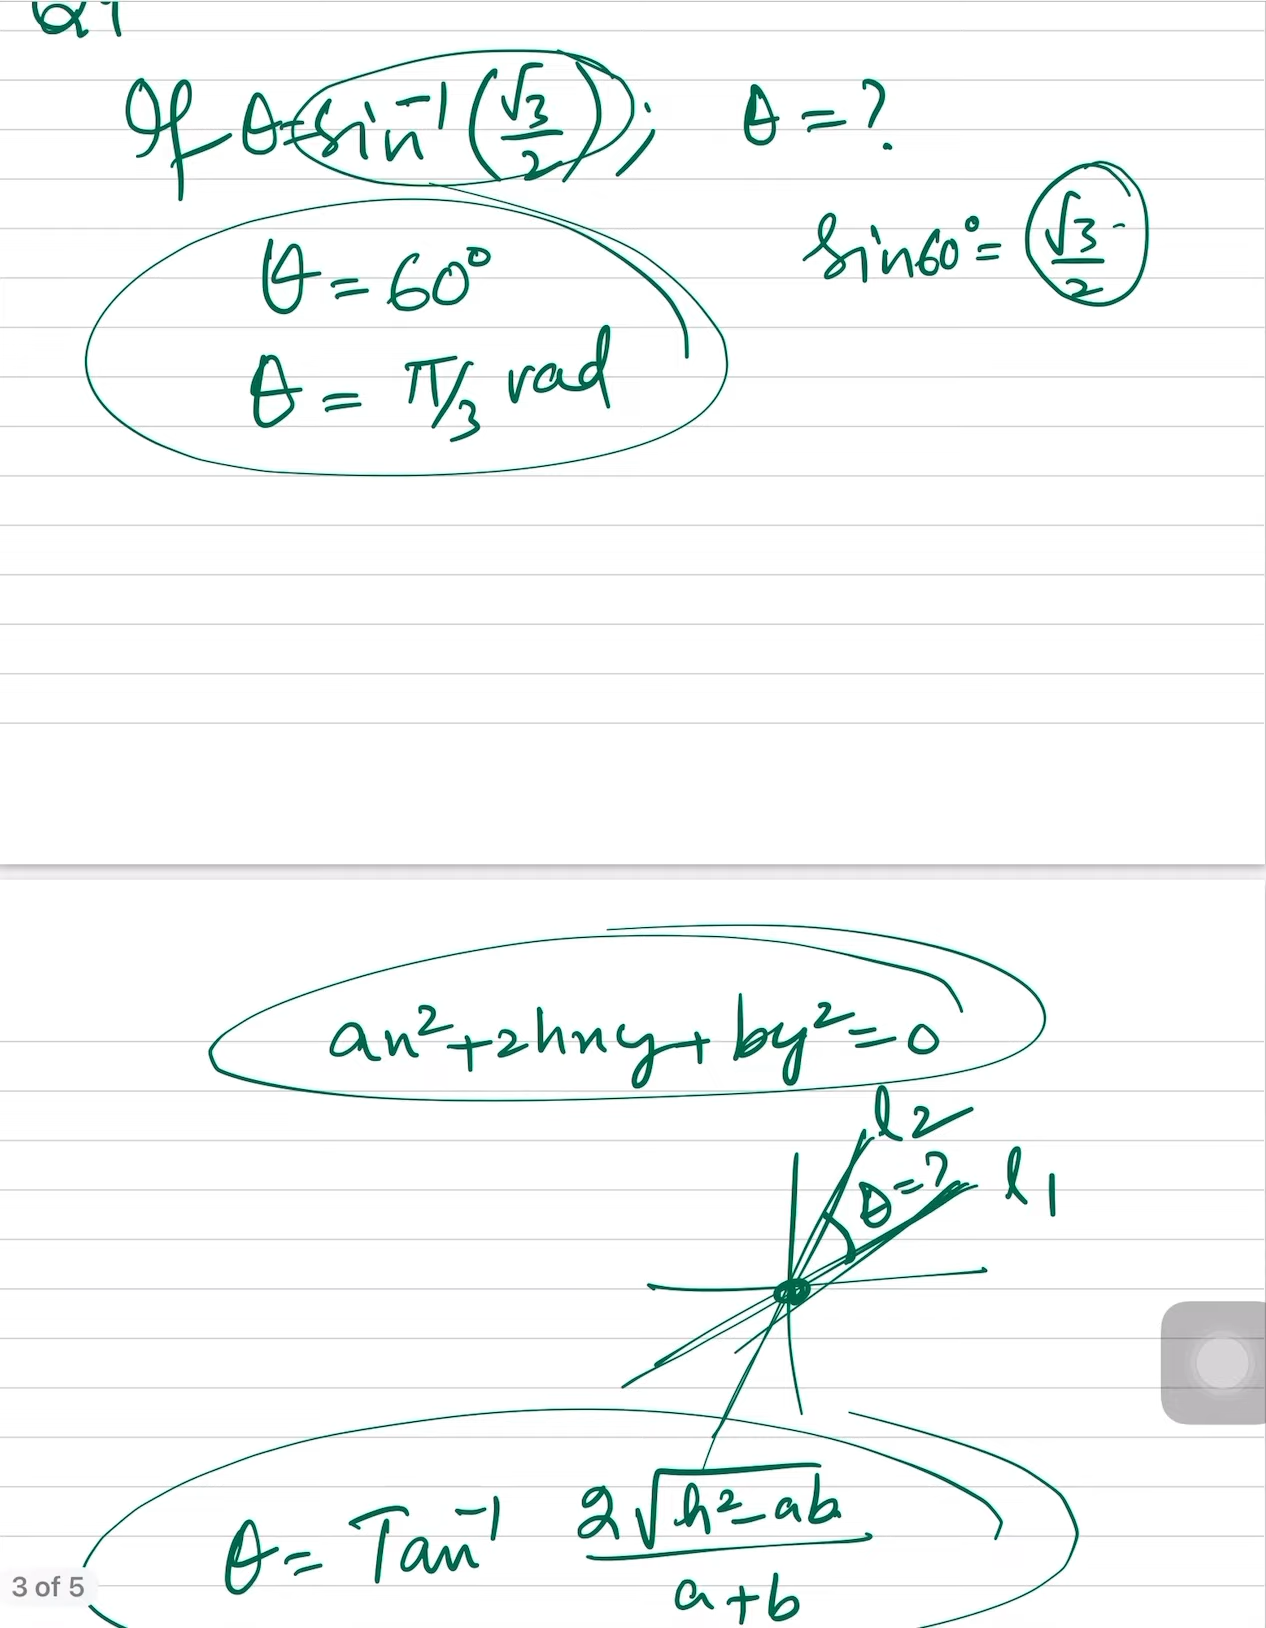 If θ = sin⁻¹(√3/2); θ = ?
sin60° = √3/2
θ = 60°
θ = π/3 rad
ax²+2hxy+by²=0
l2
θ=? l1
θ = Tan⁻¹ 2√h²-ab / a+b
3 of 5